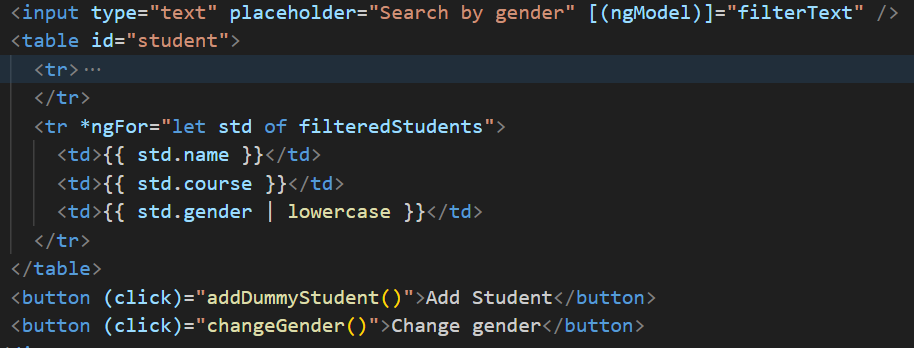 <input type="text" placeholder="Search by gender" [(ngModel)]="filterText" />
<table id="student">
<tr>···
</tr>
<tr *ngFor="let std of filteredStudents">
<td>{{ std.name }}</td>
<td>{{ std.course }}</td>
<td>{{ std.gender | lowercase }}</td>
</tr>
</table>
<button (click)="addDummyStudent()">Add Student</button>
<button (click)="changeGender()">Change gender</button>